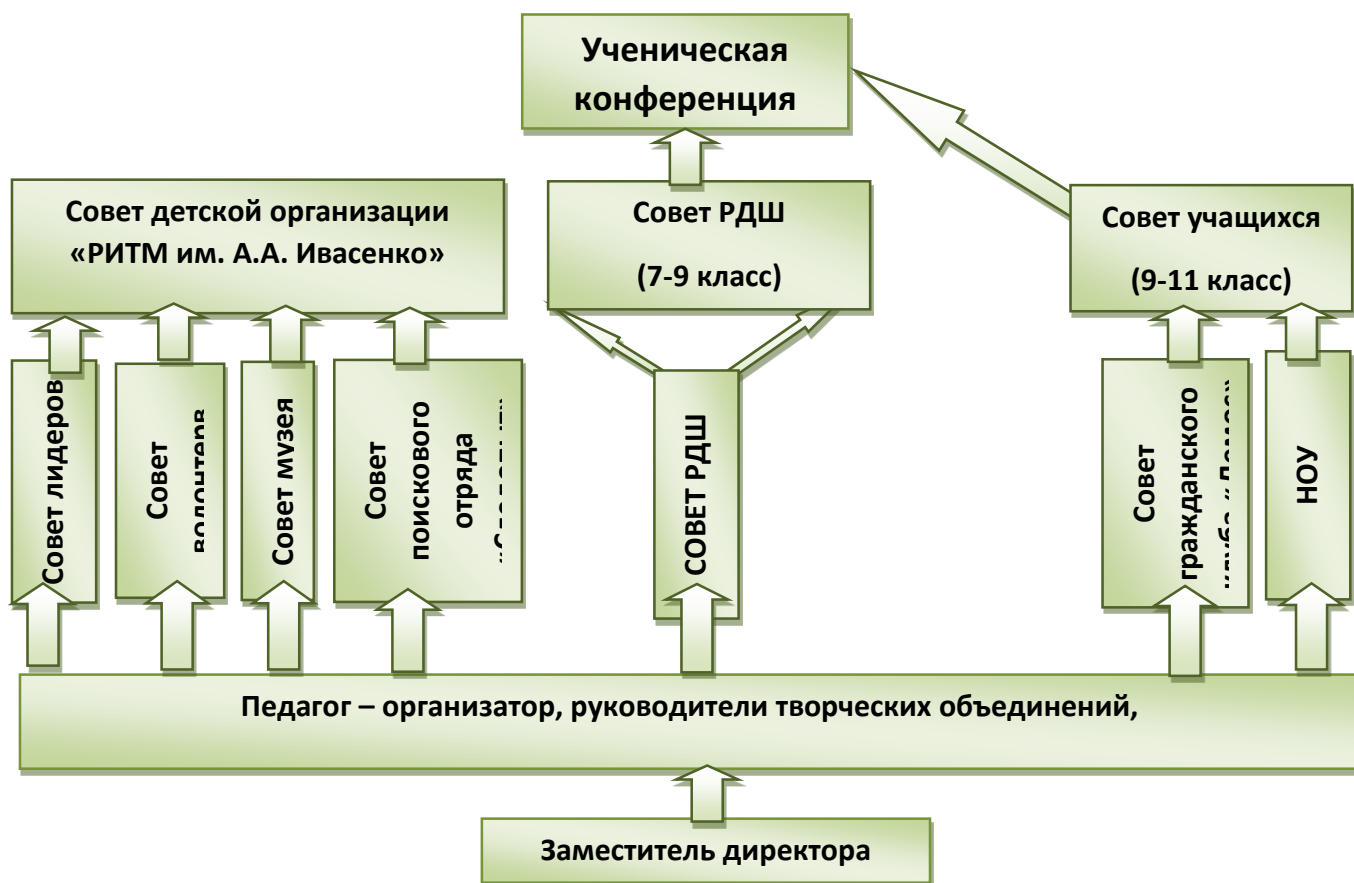 Ученическая
конференция
Совет детской организации
«РИТМ им. А.А. Ивасенко»
Совет РДШ
(7-9 класс)
Совет учащихся
(9-11 класс)
Совет лидеров
Совет
Совет музея
Совет
поискового
отряда
СОВЕТ РДШ
Совет
гражданского
НОУ
Педагог – организатор, руководители творческих объединений,
Заместитель директора